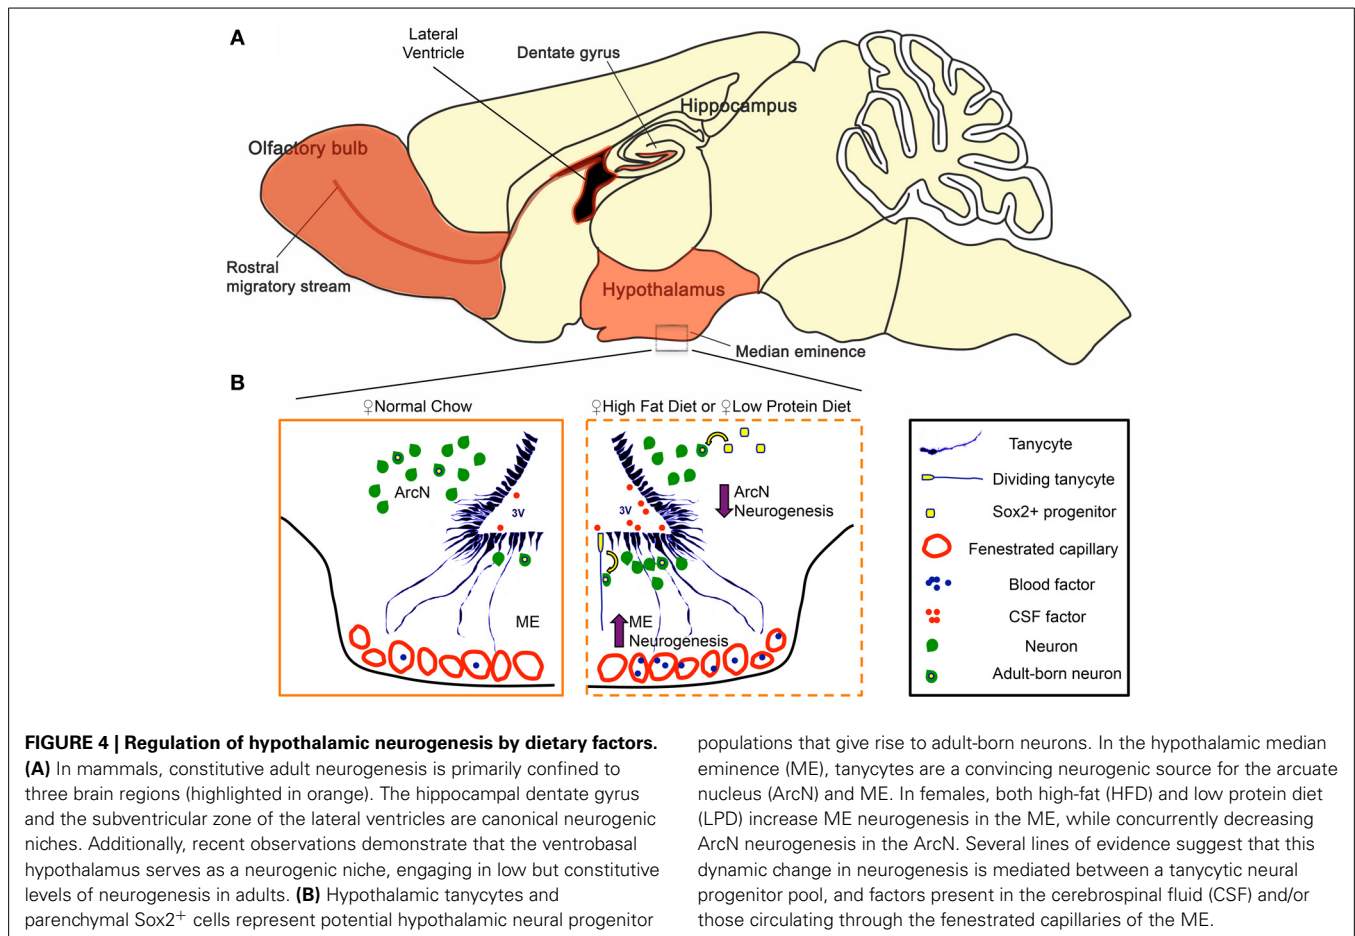 A
Lateral
Ventricle
Dentate gyrus
Hippocampus
Olfactory bulb
Rostral
migratory stream
Hypothalamus
Median eminence
B
♀Normal Chow
♀High Fat Diet or ♀Low Protein Diet
ArcN
3V
ME
ArcN
Neurogenesis
3V
ME
Neurogenesis
Tanycyte
Dividing tanycyte
Sox2+ progenitor
Fenestrated capillary
Blood factor
CSF factor
Neuron
Adult-born neuron
FIGURE 4 | Regulation of hypothalamic neurogenesis by dietary factors.
(A) In mammals, constitutive adult neurogenesis is primarily confined to
three brain regions (highlighted in orange). The hippocampal dentate gyrus
and the subventricular zone of the lateral ventricles are canonical neurogenic
niches. Additionally, recent observations demonstrate that the ventrobasal
hypothalamus serves as a neurogenic niche, engaging in low but constitutive
levels of neurogenesis in adults. (B) Hypothalamic tanycytes and
parenchymal Sox2+ cells represent potential hypothalamic neural progenitor
populations that give rise to adult-born neurons. In the hypothalamic median
eminence (ME), tanycytes are a convincing neurogenic source for the arcuate
nucleus (ArcN) and ME. In females, both high-fat (HFD) and low protein diet
(LPD) increase ME neurogenesis in the ME, while concurrently decreasing
ArcN neurogenesis in the ArcN. Several lines of evidence suggest that this
dynamic change in neurogenesis is mediated between a tanycytic neural
progenitor pool, and factors present in the cerebrospinal fluid (CSF) and/or
those circulating through the fenestrated capillaries of the ME.